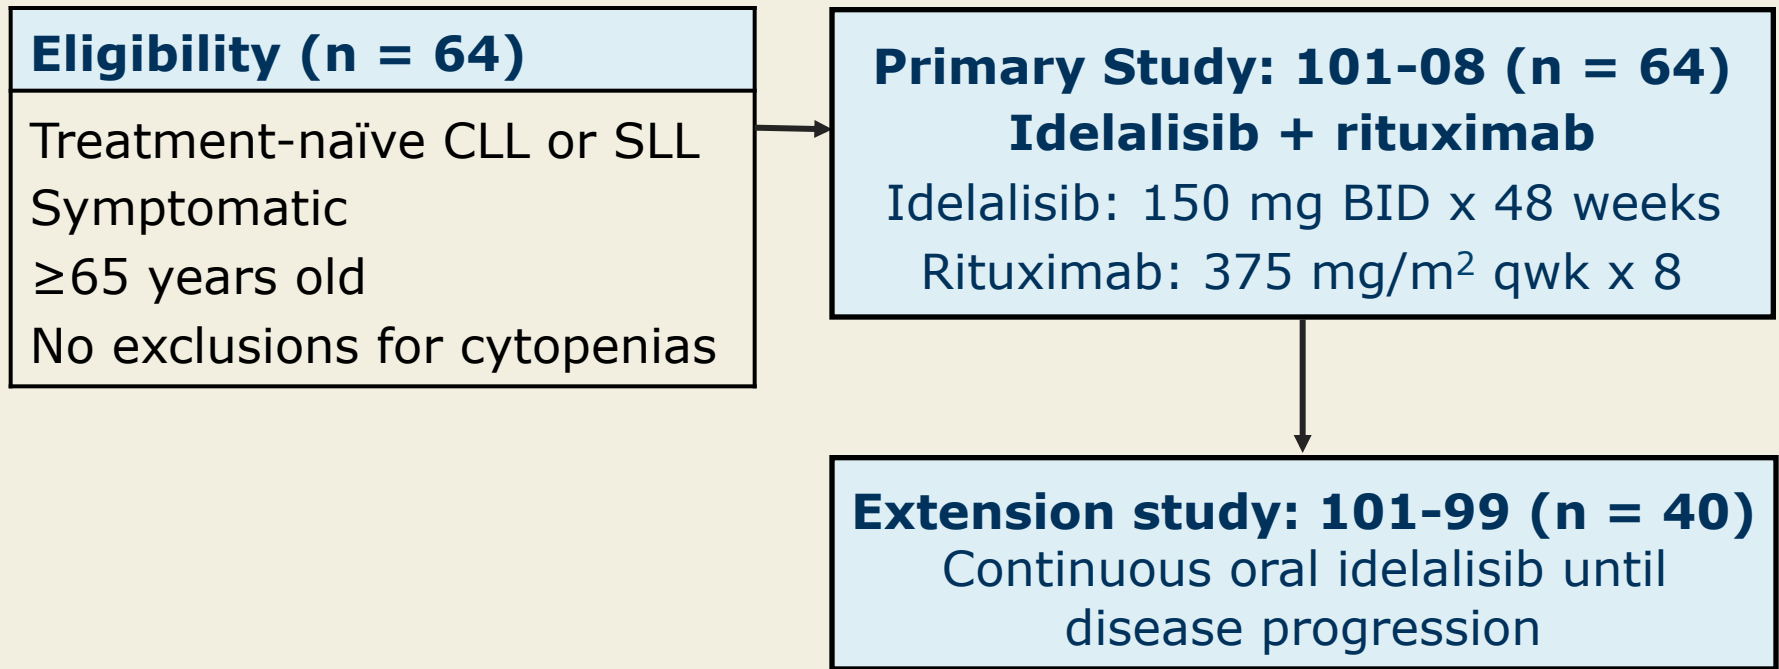 Eligibility (n = 64)
Treatment-naïve CLL or SLL
Symptomatic
≥65 years old
No exclusions for cytopenias
Primary Study: 101-08 (n = 64)
Idelalisib + rituximab
Idelalisib: 150 mg BID x 48 weeks
Rituximab: 375 mg/m² qwk x 8
Extension study: 101-99 (n = 40)
Continuous oral idelalisib until
disease progression